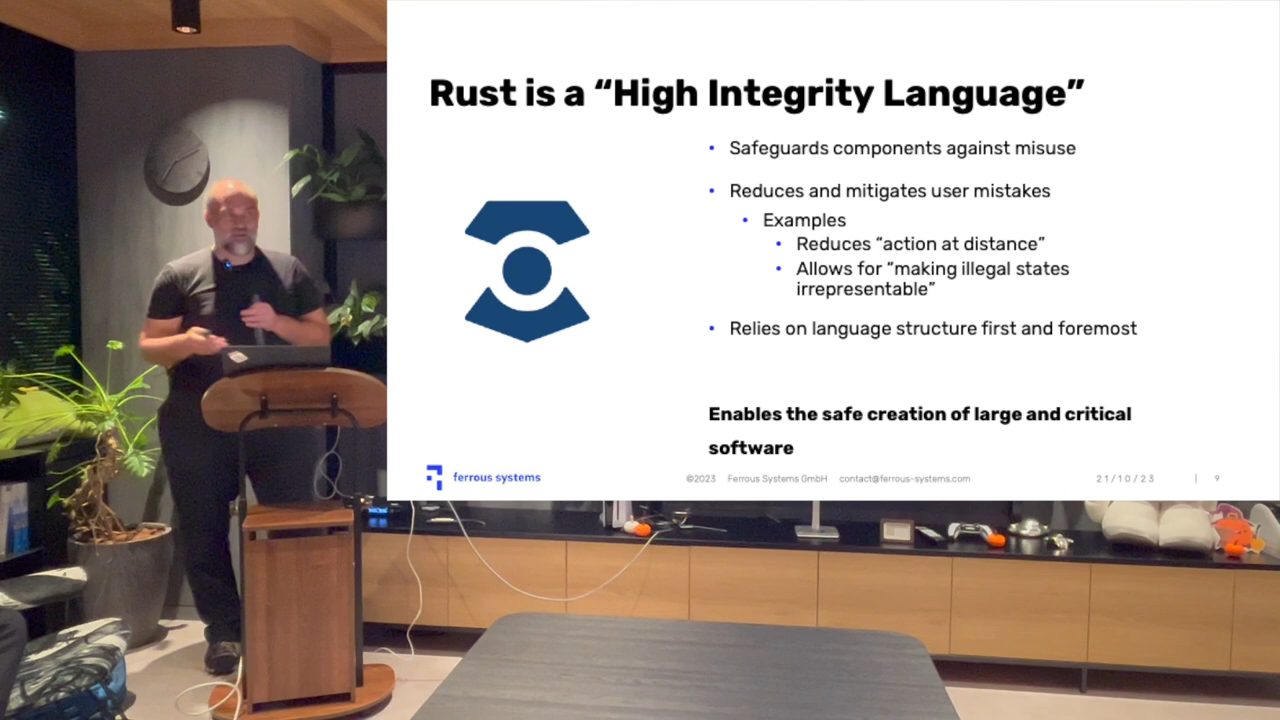 Rust is a “High Integrity Language”
• Safeguards components against misuse
• Reduces and mitigates user mistakes
• Examples
• Reduces “action at distance”
• Allows for “making illegal states
irrepresentable”
• Relies on language structure first and foremost
Enables the safe creation of large and critical
software
ferrous systems
©2023 Ferrous Systems GmbH contact@ferrous-systems.com
21/10/23 | 9